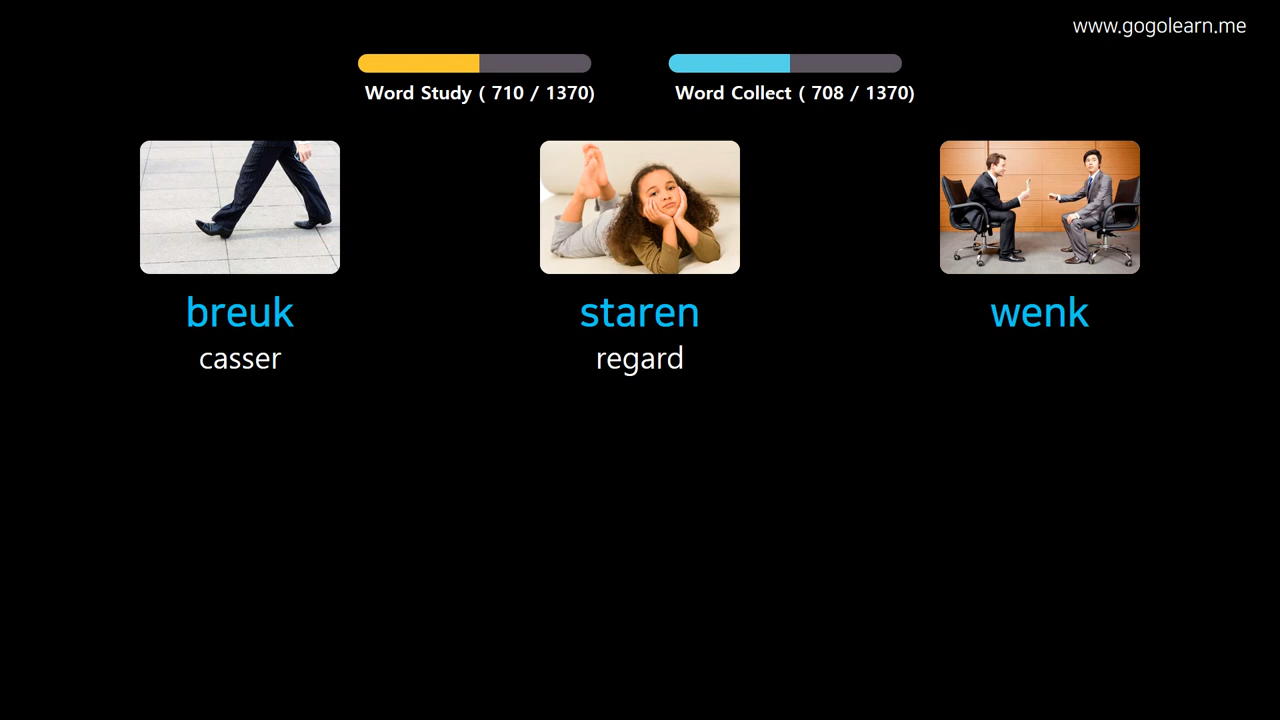 www.gogolearn.me
Word Study ( 710 / 1370)
Word Collect ( 708 / 1370)
breuk
staren
wenk
casser
regard